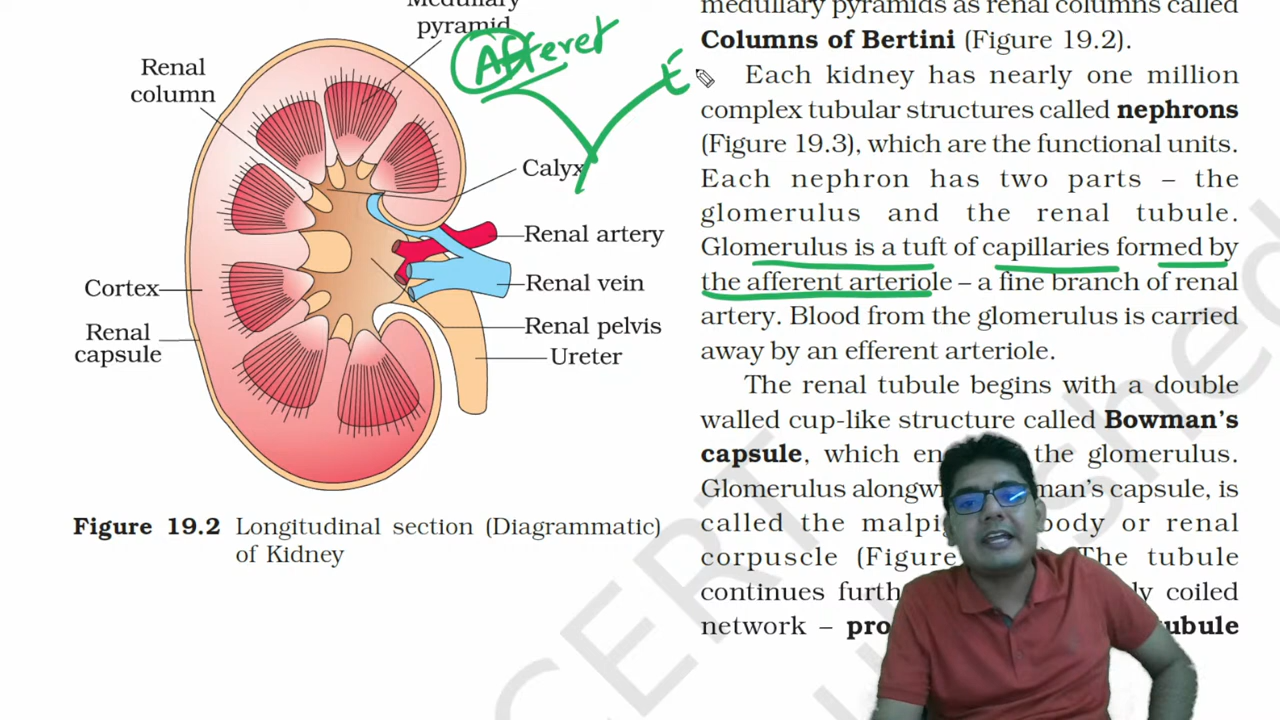 Medullary
pyramid
Afferet
E
Renal
column
Calyx
Renal artery
Renal vein
Cortex
Renal pelvis
Renal
capsule
Ureter
Figure 19.2 Longitudinal section (Diagrammatic)
of Kidney
medullary pyramids as renal columns called
Columns of Bertini (Figure 19.2).
Each kidney has nearly one million
complex tubular structures called nephrons
(Figure 19.3), which are the functional units.
Each nephron has two parts – the
glomerulus and the renal tubule.
Glomerulus is a tuft of capillaries formed by
the afferent arteriole – a fine branch of renal
artery. Blood from the glomerulus is carried
away by an efferent arteriole.
The renal tubule begins with a double
walled cup-like structure called Bowman's
capsule, which en the glomerulus.
Glomerulus alongwi man's capsule, is
called the malpig body or renal
corpuscle (Figure The tubule
continues furth ly coiled
network – pro tubule